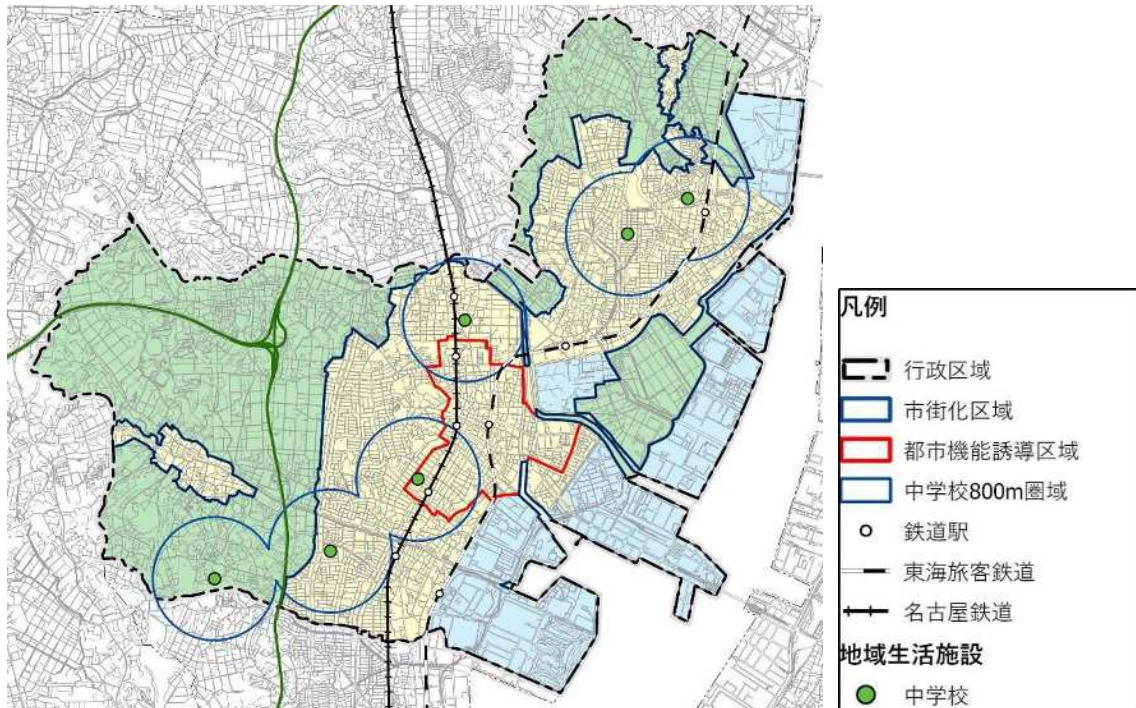 凡例
行政区域
市街化区域
都市機能誘導区域
中学校800m圏域
鉄道駅
東海旅客鉄道
名古屋鉄道
地域生活施設
中学校